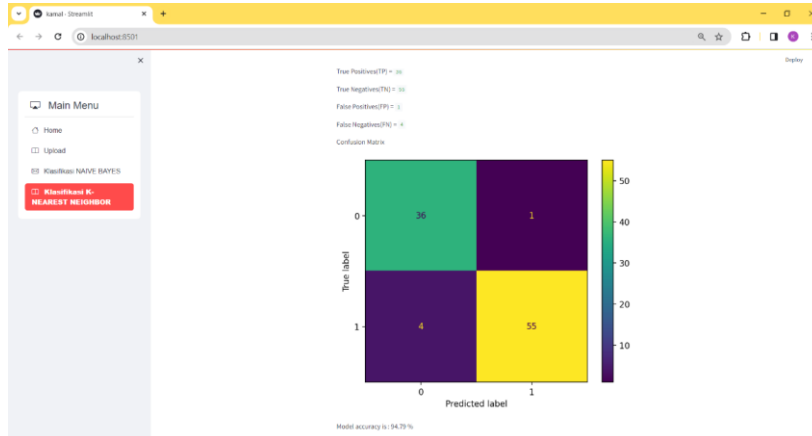 kamal · Streamlit
localhost:8501
Deploy
Main Menu
Home
Upload
Klasifikasi NAIVE BAYES
Klasifikasi K-
NEAREST NEIGHBOR
True Positives(TP) =
True Negatives(TN) =
False Positives(FP) =
False Negatives(FN) = 4
Confusion Matrix
36
1
4
55
0
1
True label
0
1
Predicted label
50
40
30
20
10
Model accuracy is : 94.79 %